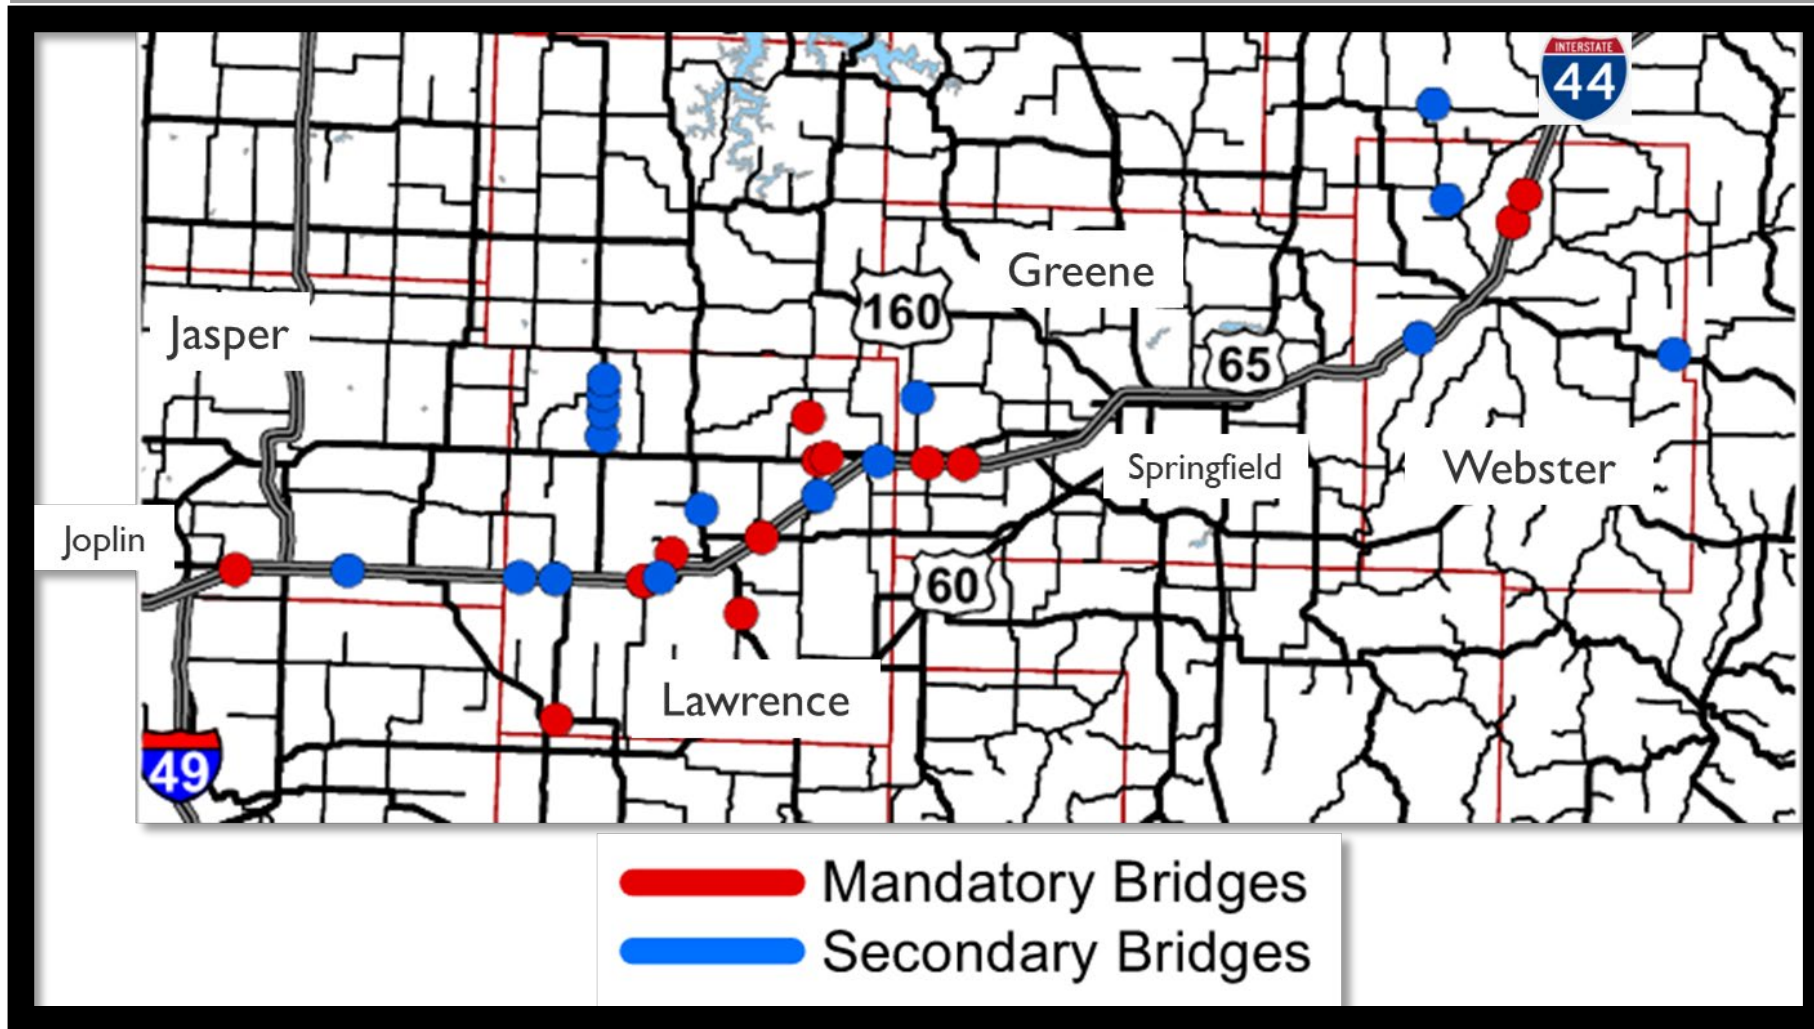 INTERSTATE
44
Greene
160
Jasper
65
Springfield
Webster
Joplin
60
Lawrence
49
Mandatory Bridges
Secondary Bridges